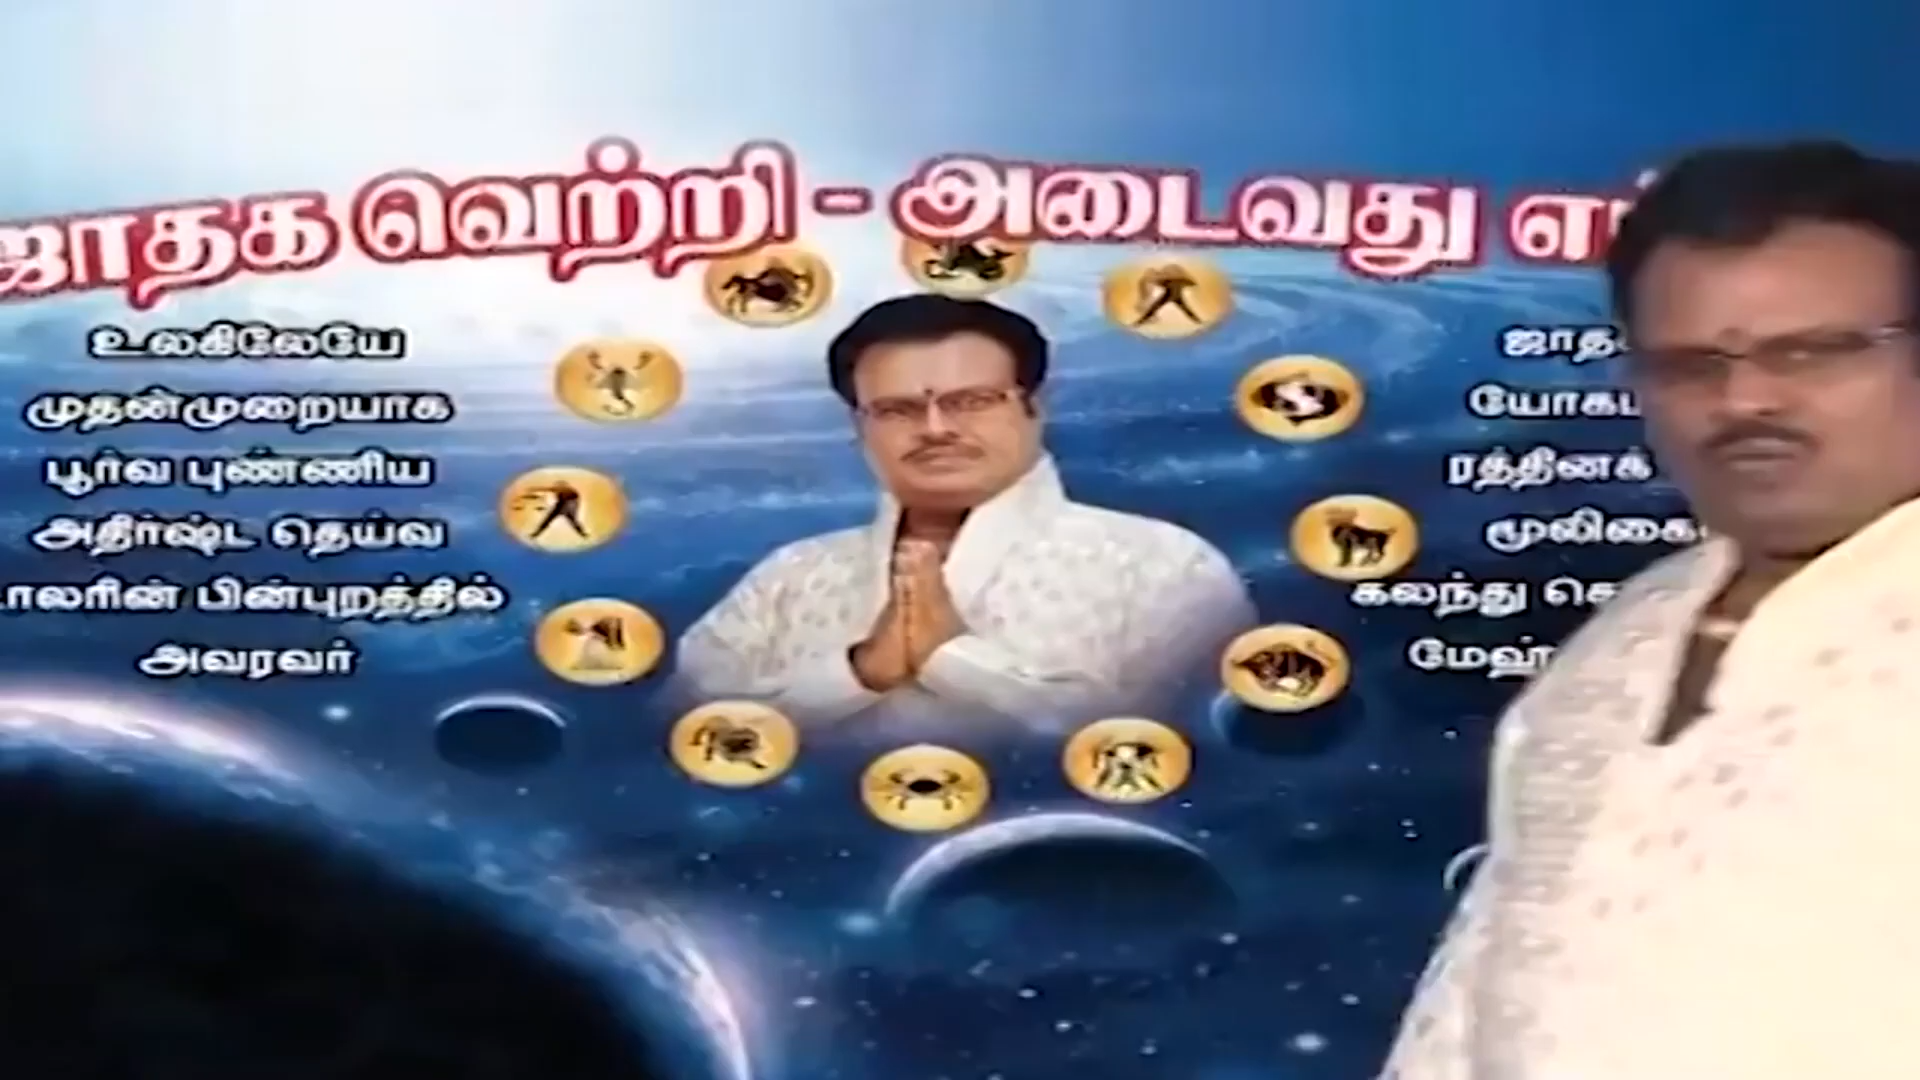 ஜாதக வெற்றி - அடைவது
உலகிலேயே
முதன்முறையாக
பூர்வ புண்ணிய
அதிர்ஷ்ட தெய்வ
பின்புறத்தில்
அவரவர்
ரத்தினக்
கலந்து